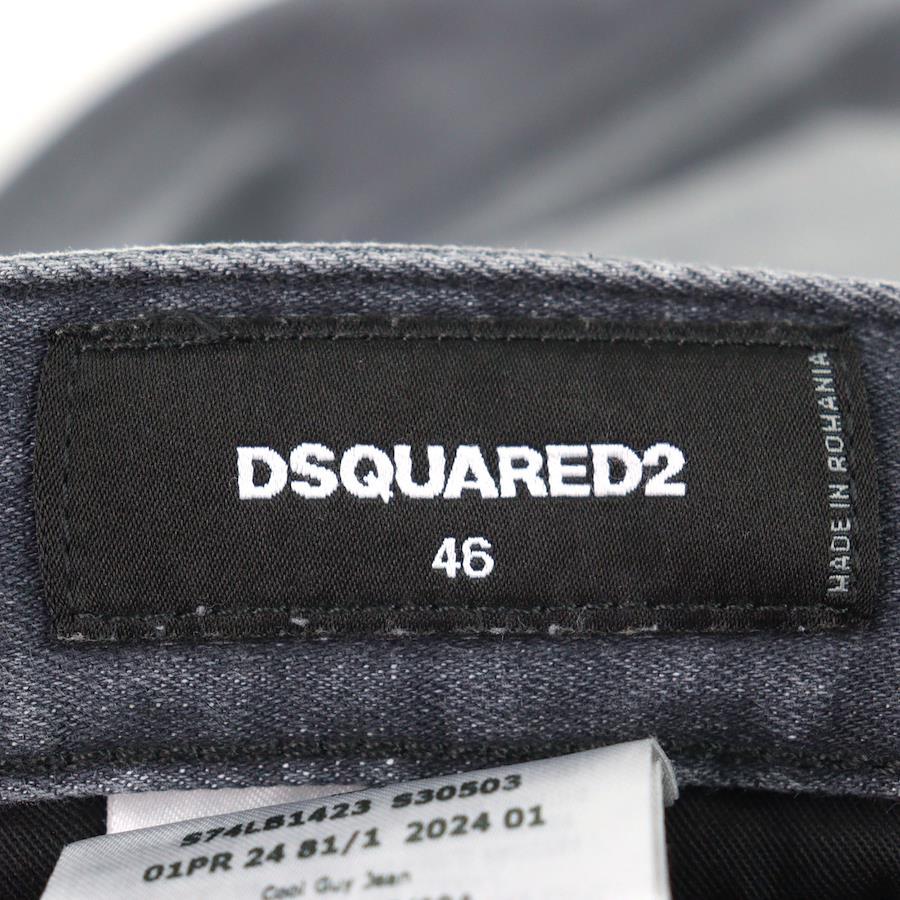 DSQUARED2
46
MADE IN ROMANIA
S74LB1423 S30503
01PR 24 81/1 2024 01
Cool Guy Jean